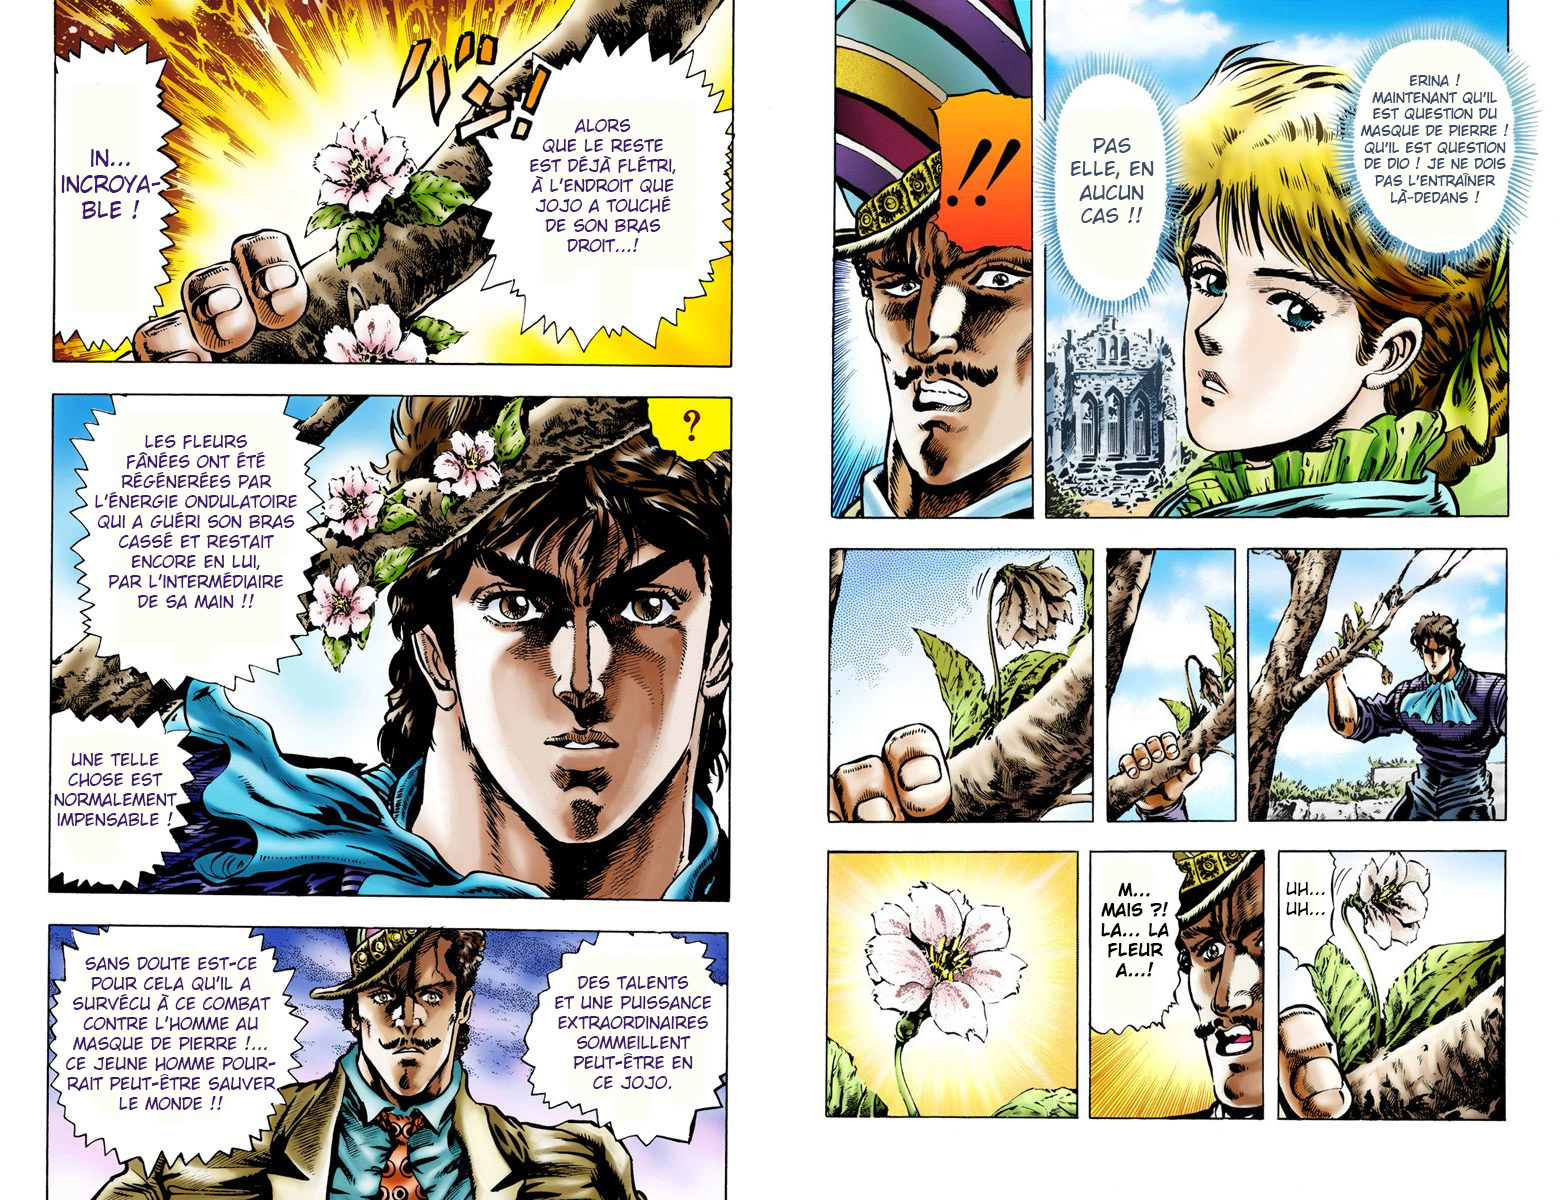 ERINA !
MAINTENANT QU'IL
EST QUESTION DU
MASQUE DE PIERRE !
QU'IL EST QUESTION
DE DIO ! JE NE DOIS
PAS L'ENTRAÎNER
LÀ-DEDANS !
PAS
ELLE, EN
AUCUN
CAS !!
!!
UH...
UH...
M...
MAIS ?!
LA... LA
FLEUR
A...!
バババ!
ALORS
QUE LE RESTE
EST DÉJÀ FLÉTRI,
À L'ENDROIT QUE
JOJO A TOUCHÉ
DE SON BRAS
DROIT...!
IN...
INCROYA-
BLE !
?
LES FLEURS
FÂNÉES ONT ÉTÉ
RÉGÉNEREES PAR
L'ÉNERGIE ONDULATOIRE
QUI A GUÉRI SON BRAS
CASSÉ ET RESTAIT
ENCORE EN LUI,
PAR L'INTERMÉDIAIRE
DE SA MAIN !!
UNE TELLE
CHOSE EST
NORMALEMENT
IMPENSABLE !
DES TALENTS
ET UNE PUISSANCE
EXTRAORDINAIRES
SOMMEILLENT
PEUT-ÊTRE EN
CE JOJO.
SANS DOUTE EST-CE
POUR CELA QU'IL A
SURVÉCU À CE COMBAT
CONTRE L'HOMME AU
MASQUE DE PIERRE !...
CE JEUNE HOMME POUR-
RAIT PEUT-ÊTRE SAUVER
LE MONDE !!